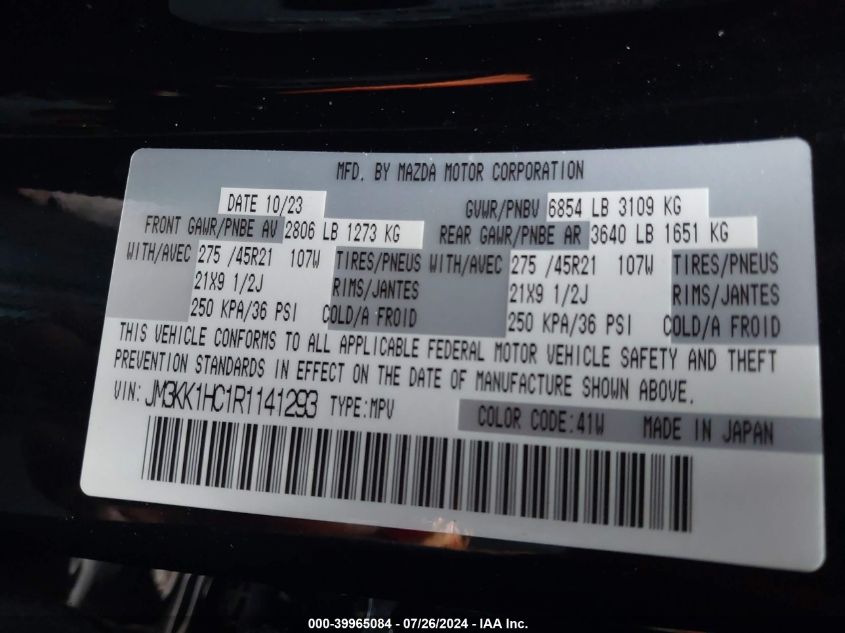 MFD. BY MAZDA MOTOR CORPORATION
DATE 10/23 GVWR/PNBV 6854 LB 3109 KG
FRONT GAWR/PNBE AV 2806 LB 1273 KG REAR GAWR/PNBE AR 3640 LB 1651 KG
WITH/AVEC 275 /45R21 107W TIRES/PNEUS WITH/AVEC 275 /45R21 107W TIRES/PNEUS
21X9 1/2J RIMS/JANTES 21X9 1/2J RIMS/JANTES
250 KPA/36 PSI COLD/A FROID 250 KPA/36 PSI COLD/A FROID
THIS VEHICLE CONFORMS TO ALL APPLICABLE FEDERAL MOTOR VEHICLE SAFETY AND THEFT
PREVENTION STANDARDS IN EFFECT ON THE DATE OF MANUFACTURE SHOWN ABOVE.
VIN: JM3KK1HC1R1141293 TYPE:MPV COLOR CODE:41W MADE IN JAPAN
000-39965084 - 07/26/2024 - IAA Inc.